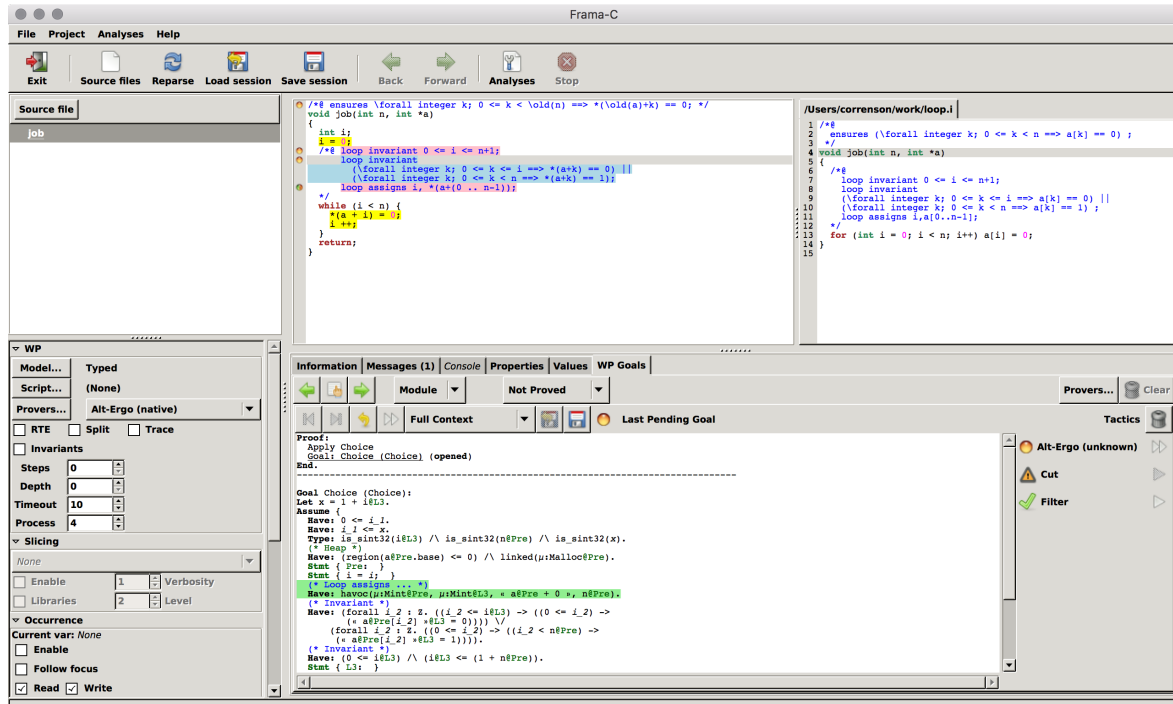 Frama-C
File Project Analyses Help
Exit Source files Reparse Load session Save session Back Forward Analyses Stop
Source file
job
/*@ ensures \forall integer k; 0 <= k < \old(n) ==> *(\old(a)+k) == 0; */
void job(int n, int *a)
{
int i;
i = 0;
/*@ loop invariant 0 <= i <= n+1;
loop invariant
(\forall integer k; 0 <= k <= i ==> *(a+k) == 0) ||
(\forall integer k; 0 <= k < n ==> *(a+k) == 1);
loop assigns i, *(a+(0 .. n-1));
*/
while (i < n) {
*(a + i) = 0;
i ++;
}
return;
}
/Users/correnson/work/loop.i
1 /*@
2 ensures (\forall integer k; 0 <= k < n ==> a[k] == 0) ;
3 */
4 void job(int n, int *a)
5 {
6 /*@
7 loop invariant 0 <= i <= n+1;
8 loop invariant
9 (\forall integer k; 0 <= k <= i ==> a[k] == 0) ||
10 (\forall integer k; 0 <= k < n ==> a[k] == 1) ;
11 loop assigns i,a[0..n-1];
12 */
13 for (int i = 0; i < n; i++) a[i] = 0;
14 }
15
WP
Model... Typed
Script... (None)
Provers... Alt-Ergo (native)
RTE Split Trace
Invariants
Steps 0
Depth 0
Timeout 10
Process 4
Slicing
None
Enable 1 Verbosity
Libraries 2 Level
Occurrence
Current var: None
Enable
Follow focus
Read Write
Information Messages (1) Console Properties Values WP Goals
Module Not Proved Provers... Clear
Full Context Last Pending Goal Tactics
Proof:
Apply Choice
Goal: Choice (Choice) (opened)
End.
--------------------------------------------------------------------------------
Goal Choice (Choice):
Let x = 1 + i@L3.
Assume {
Have: 0 <= i_1.
Have: i_1 <= x.
Type: is_sint32(i@L3) /\ is_sint32(n@Pre) /\ is_sint32(x).
(* Heap *)
Have: (region(a@Pre.base) <= 0) /\ linked(µ:Malloc@Pre).
Stmt { Pre: }
Stmt { i = i; }
(* Loop assigns ... *)
Have: havoc(µ:Mint@Pre, µ:Mint@L3, « a@Pre + 0 », n@Pre).
(* Invariant *)
Have: (forall i_2 : Z. ((i_2 <= i@L3) -> ((0 <= i_2) ->
(« a@Pre[i_2] »@L3 = 0)))) \/
(forall i_2 : Z. ((0 <= i_2) -> ((i_2 < n@Pre) ->
(« a@Pre[i_2] »@L3 = 1)))).
(* Invariant *)
Have: (0 <= i@L3) /\ (i@L3 <= (1 + n@Pre)).
Stmt { L3: }
Alt-Ergo (unknown)
Cut
Filter